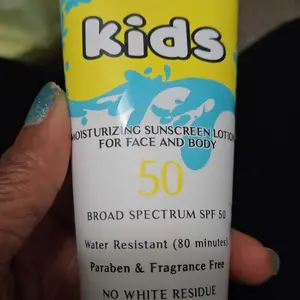 Kids
MOISTURIZING SUNSCREEN LOTION
FOR FACE AND BODY
50
BROAD SPECTRUM SPF 50
Water Resistant (80 minutes)
Paraben & Fragrance Free
NO WHITE RESIDUE